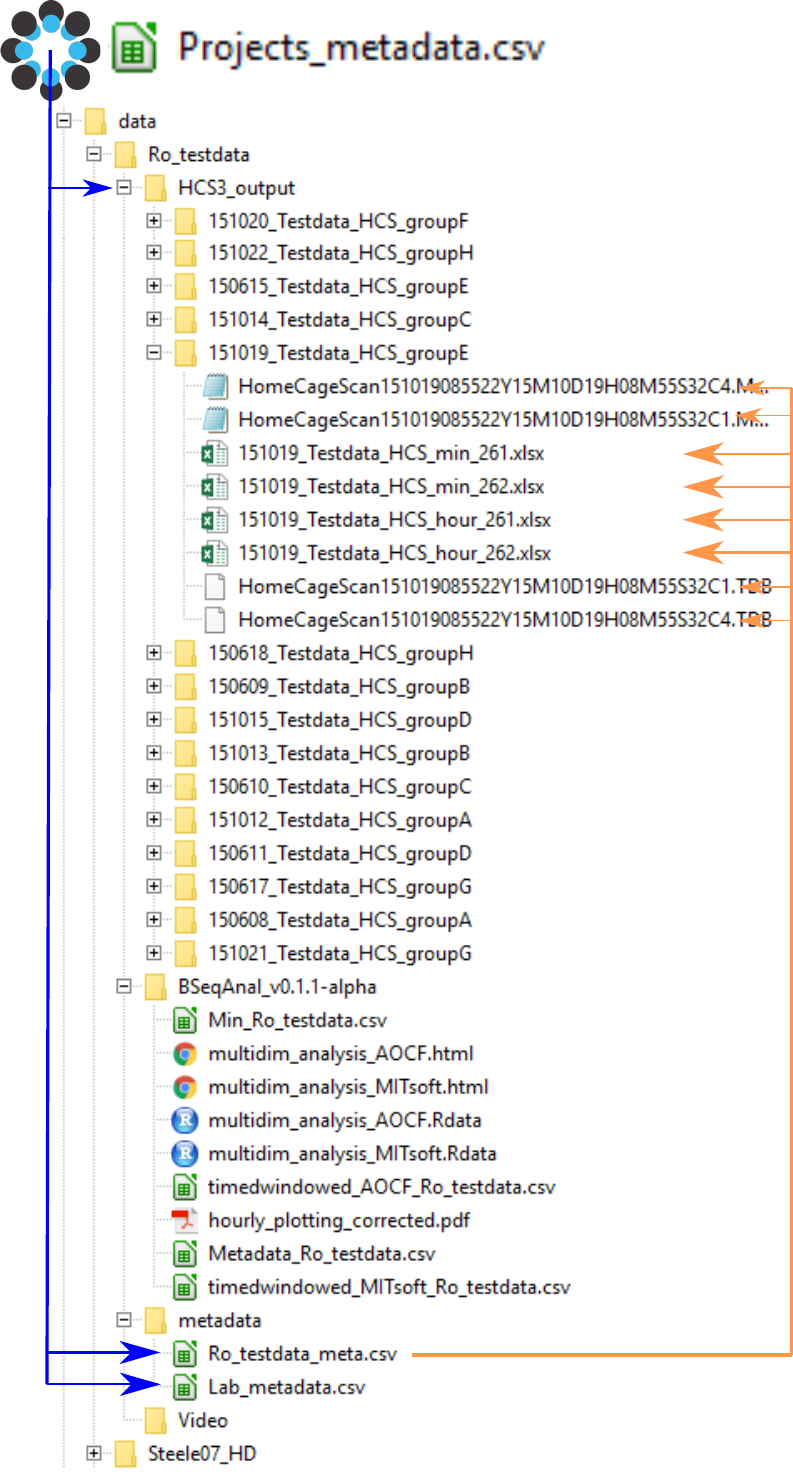 Projects_metadata.csv
data
Ro_testdata
HCS3_output
151020_Testdata_HCS_groupF
151022_Testdata_HCS_groupH
150615_Testdata_HCS_groupE
151014_Testdata_HCS_groupC
151019_Testdata_HCS_groupE
HomeCageScan151019085522Y15M10D19H08M55S32C4.M...
HomeCageScan151019085522Y15M10D19H08M55S32C1.M...
151019_Testdata_HCS_min_261.xlsx
151019_Testdata_HCS_min_262.xlsx
151019_Testdata_HCS_hour_261.xlsx
151019_Testdata_HCS_hour_262.xlsx
HomeCageScan151019085522Y15M10D19H08M55S32C1.TDB
HomeCageScan151019085522Y15M10D19H08M55S32C4.TDB
150618_Testdata_HCS_groupH
150609_Testdata_HCS_groupB
151015_Testdata_HCS_groupD
151013_Testdata_HCS_groupB
150610_Testdata_HCS_groupC
151012_Testdata_HCS_groupA
150611_Testdata_HCS_groupD
150617_Testdata_HCS_groupG
150608_Testdata_HCS_groupA
151021_Testdata_HCS_groupG
BSeqAnal_v0.1.1-alpha
Min_Ro_testdata.csv
multidim_analysis_AOCF.html
multidim_analysis_MITsoft.html
multidim_analysis_AOCF.Rdata
multidim_analysis_MITsoft.Rdata
timedwindowed_AOCF_Ro_testdata.csv
hourly_plotting_corrected.pdf
Metadata_Ro_testdata.csv
timedwindowed_MITsoft_Ro_testdata.csv
metadata
Ro_testdata_meta.csv
Lab_metadata.csv
Video
Steele07_HD